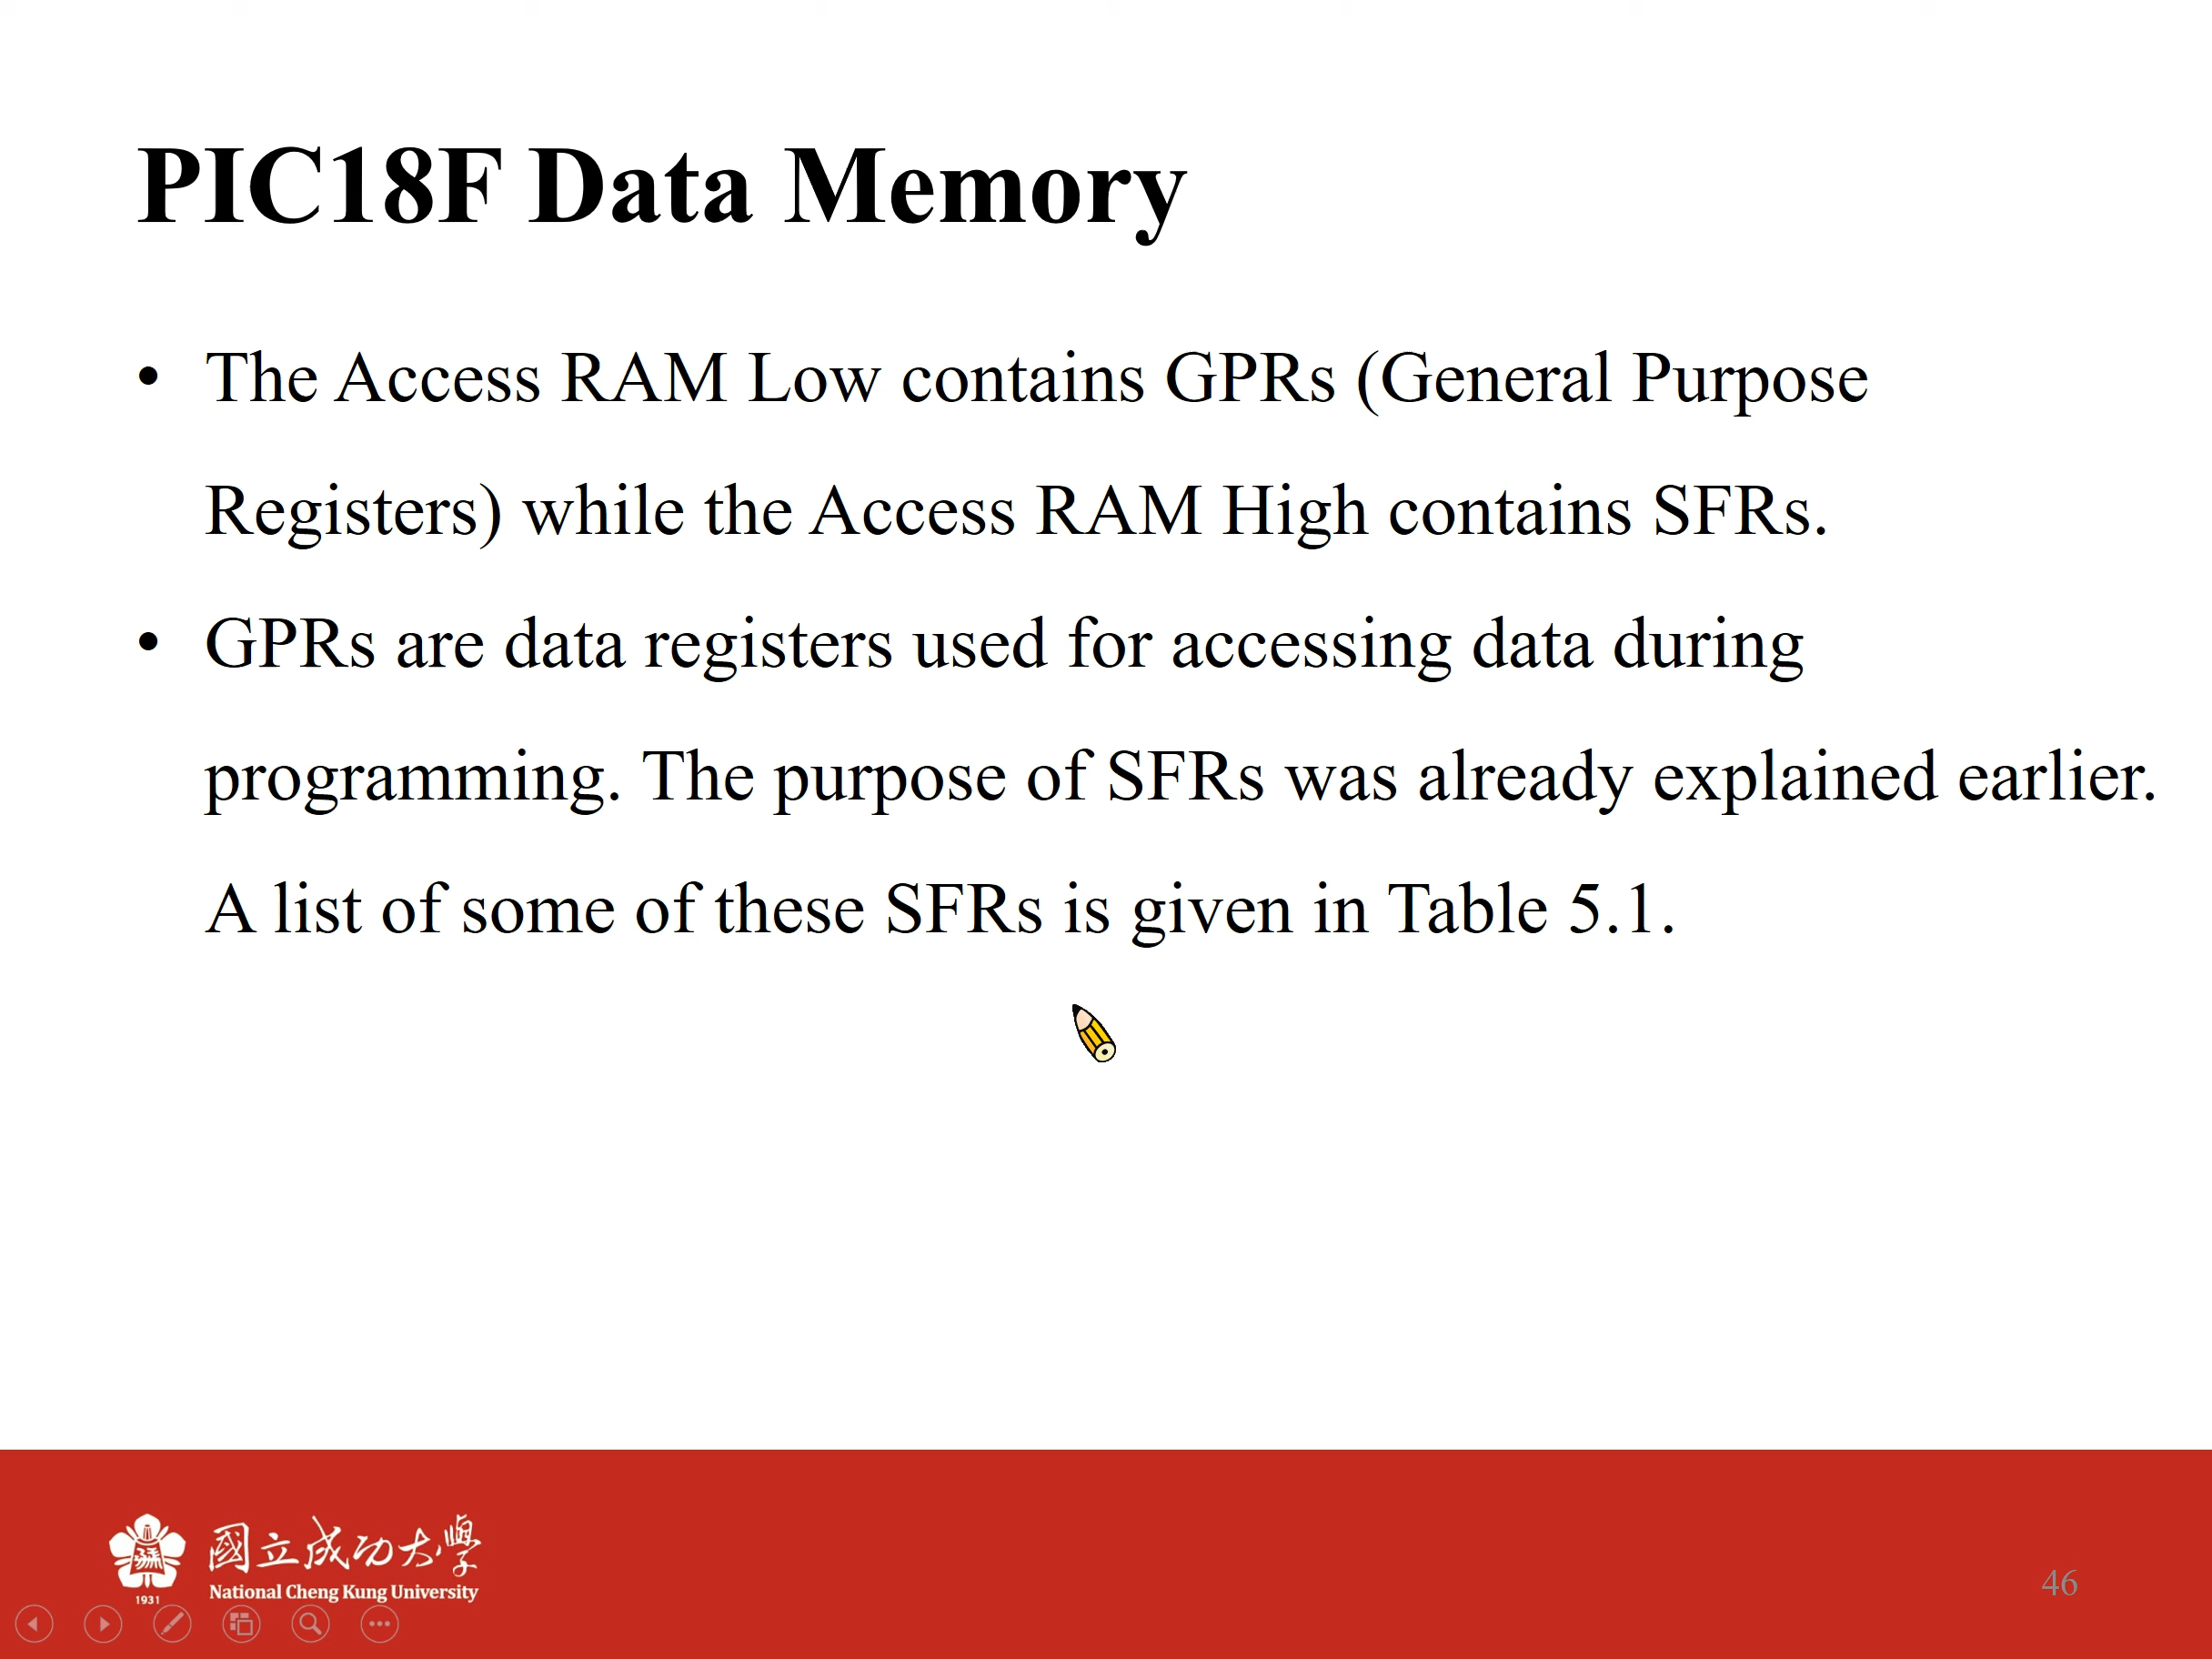 PIC18F Data Memory
• The Access RAM Low contains GPRs (General Purpose
Registers) while the Access RAM High contains SFRs.
• GPRs are data registers used for accessing data during
programming. The purpose of SFRs was already explained earlier.
A list of some of these SFRs is given in Table 5.1.
國立成功大學
National Cheng Kung University
1931
46